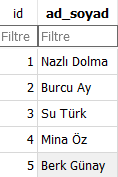 id ad_soyad
Filtre Filtre
1 Nazlı Dolma
2 Burcu Ay
3 Su Türk
4 Mina Öz
5 Berk Günay